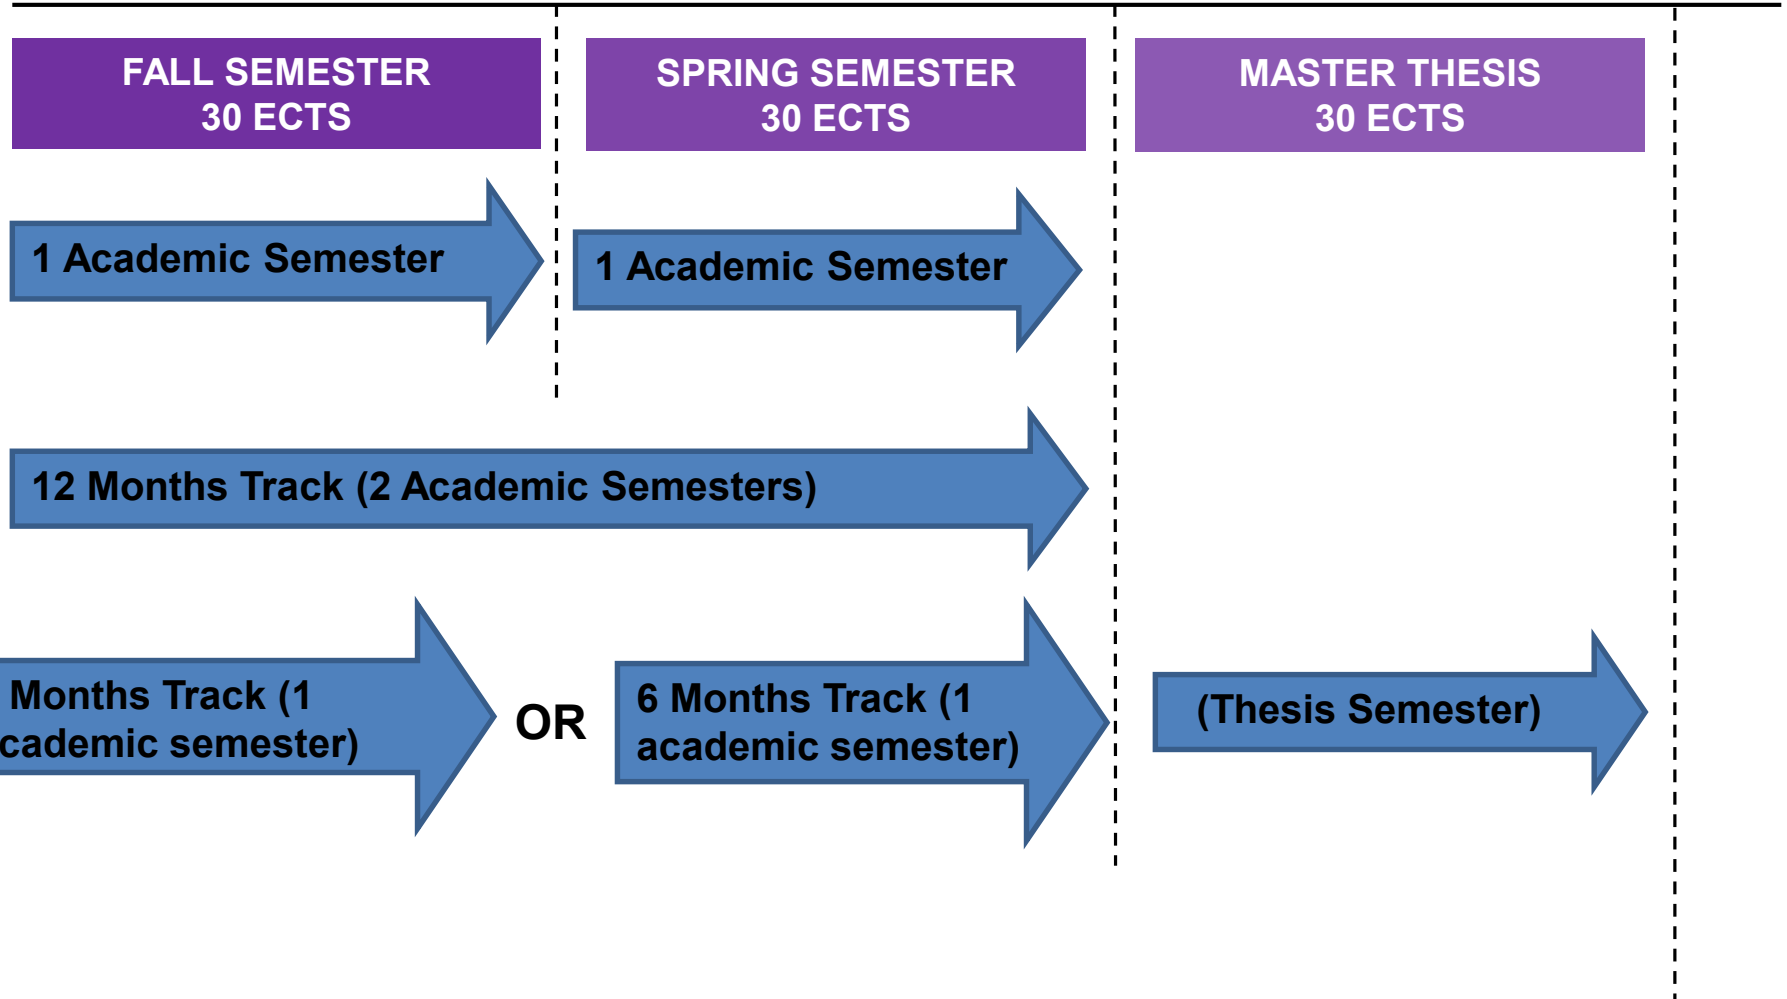 FALL SEMESTER
30 ECTS
SPRING SEMESTER
30 ECTS
MASTER THESIS
30 ECTS
1 Academic Semester
1 Academic Semester
12 Months Track (2 Academic Semesters)
Months Track (1
cademic semester)
OR
6 Months Track (1
academic semester)
(Thesis Semester)